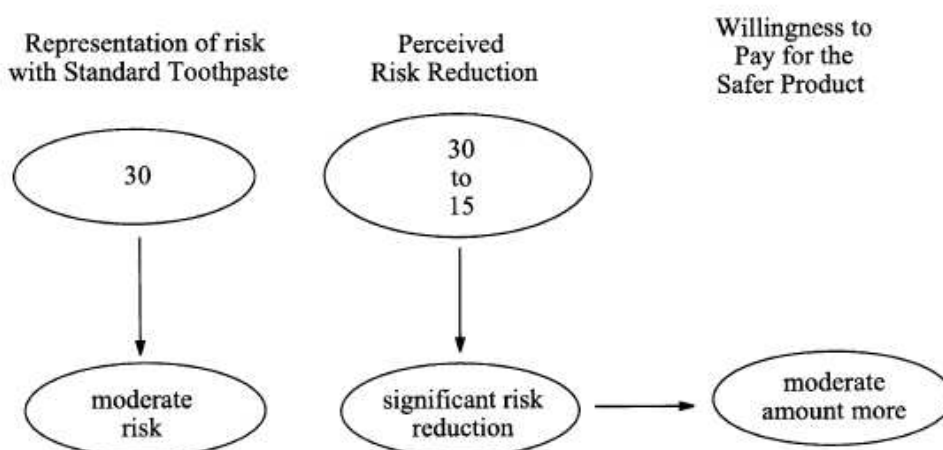 Representation of risk
with Standard Toothpaste
Perceived
Risk Reduction
Willingness to
Pay for the
Safer Product
30
30
to
15
moderate
risk
significant risk
reduction
moderate
amount more